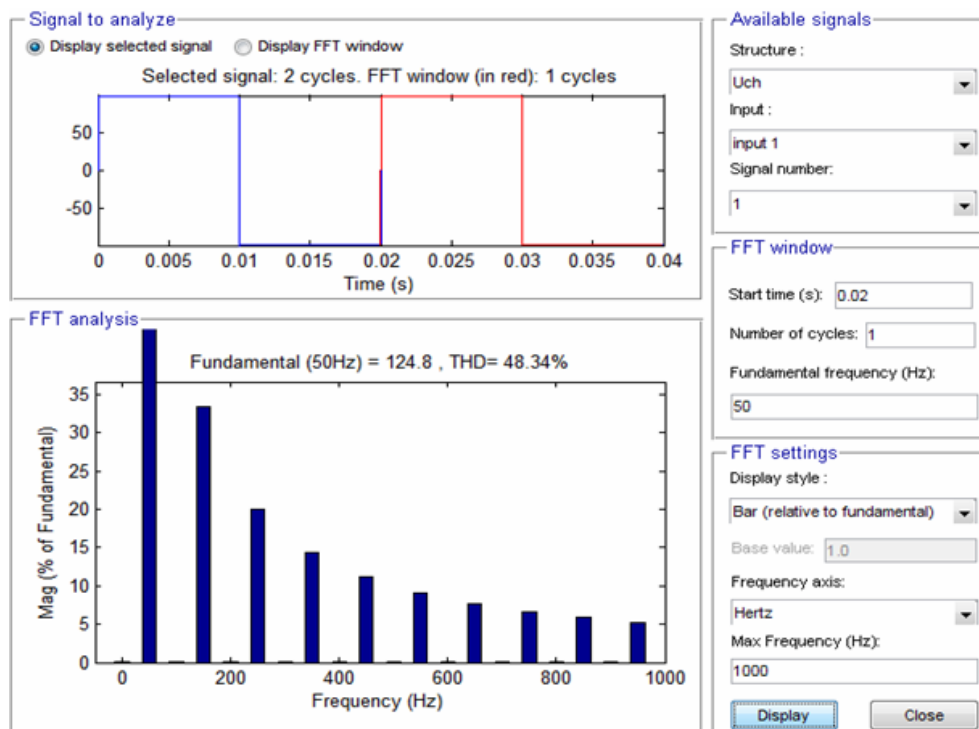 Signal to analyze
Display selected signal Display FFT window
Selected signal: 2 cycles. FFT window (in red): 1 cycles
50
0
-50
0 0.005 0.01 0.015 0.02 0.025 0.03 0.035 0.04
Time (s)
FFT analysis
Fundamental (50Hz) = 124.8 , THD= 48.34%
35
30
25
20
15
10
5
0
Mag (% of Fundamental)
0 200 400 600 800 1000
Frequency (Hz)
Available signals
Structure :
Uch
Input :
input 1
Signal number:
1
FFT window
Start time (s): 0.02
Number of cycles: 1
Fundamental frequency (Hz):
50
FFT settings
Display style :
Bar (relative to fundamental)
Base value: 1.0
Frequency axis:
Hertz
Max Frequency (Hz):
1000
Display Close